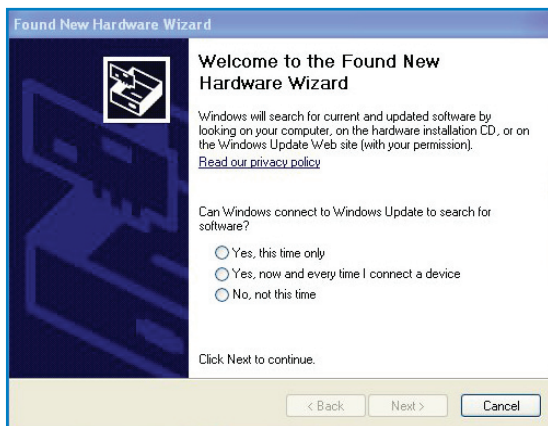 Found New Hardware Wizard
Welcome to the Found New
Hardware Wizard
Windows will search for current and updated software by
looking on your computer, on the hardware installation CD, or on
the Windows Update Web site (with your permission).
Read our privacy policy
Can Windows connect to Windows Update to search for
software?
Yes, this time only
Yes, now and every time I connect a device
No, not this time
Click Next to continue.
< Back Next > Cancel